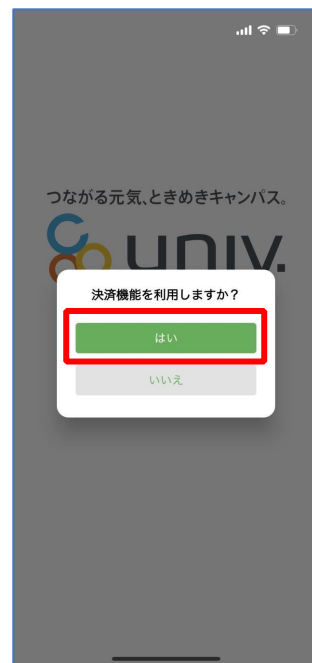 つながる元気、ときめきキャンパス。
univ.
決済機能を利用しますか？
はい
いいえ